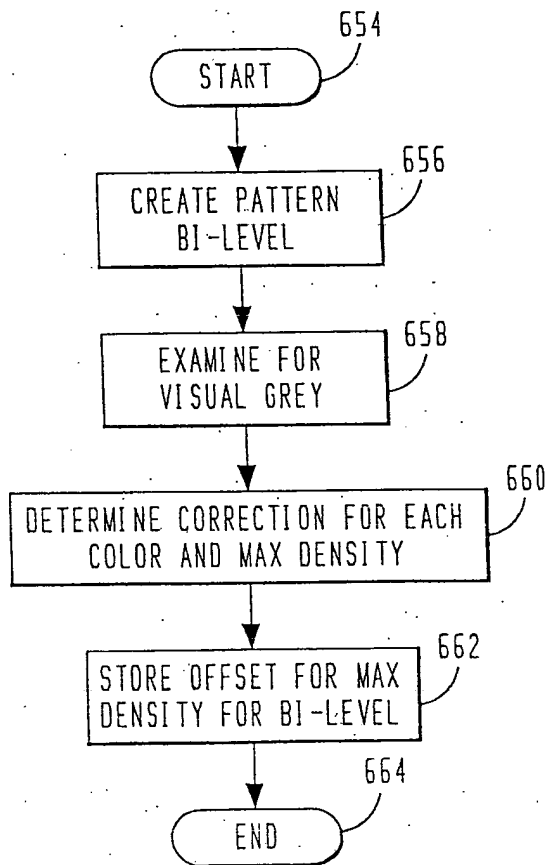 654
START
656
CREATE PATTERN
BI-LEVEL
658
EXAMINE FOR
VISUAL GREY
660
DETERMINE CORRECTION FOR EACH
COLOR AND MAX DENSITY
662
STORE OFFSET FOR MAX
DENSITY FOR BI-LEVEL
664
END